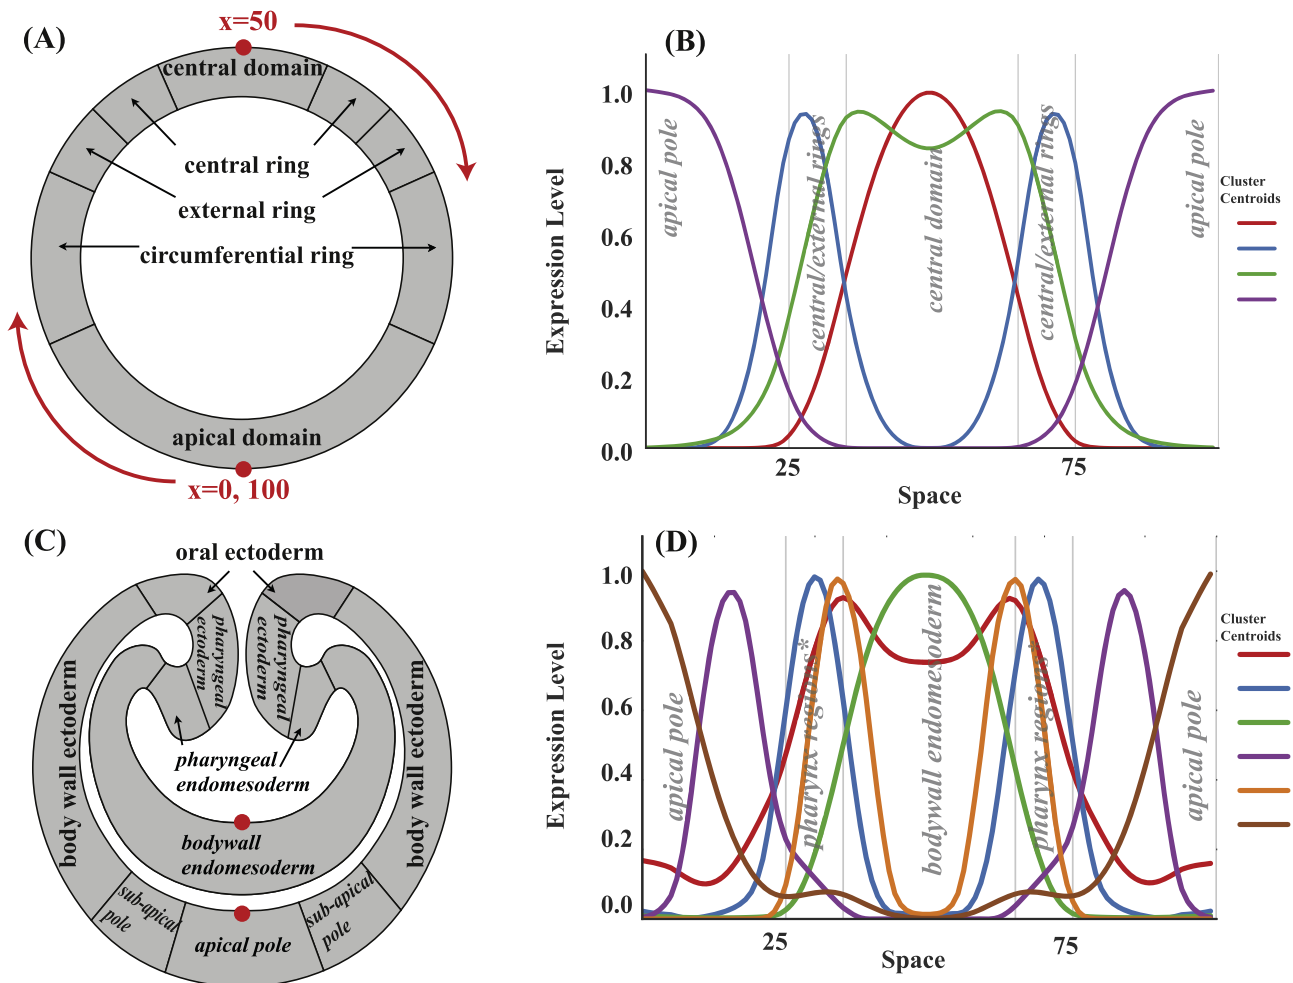 (A)
x=50
central domain
central ring
external ring
circumferential ring
apical domain
x=0, 100
(B)
Expression Level
1.0
0.8
0.6
0.4
0.2
0.0
apical pole
central/external rings
central domain
central/external rings
apical pole
25
75
Space
Cluster
Centroids
(C)
oral ectoderm
pharyngeal
ectoderm
pharyngeal
ectoderm
body wall ectoderm
body wall ectoderm
pharyngeal
endomesoderm
bodywall
endomesoderm
sub-apical
pole
apical pole
sub-apical
pole
(D)
Expression Level
1.0
0.8
0.6
0.4
0.2
0.0
apical pole
pharynx regions*
bodywall endomesoderm
pharynx regions*
apical pole
25
75
Space
Cluster
Centroids